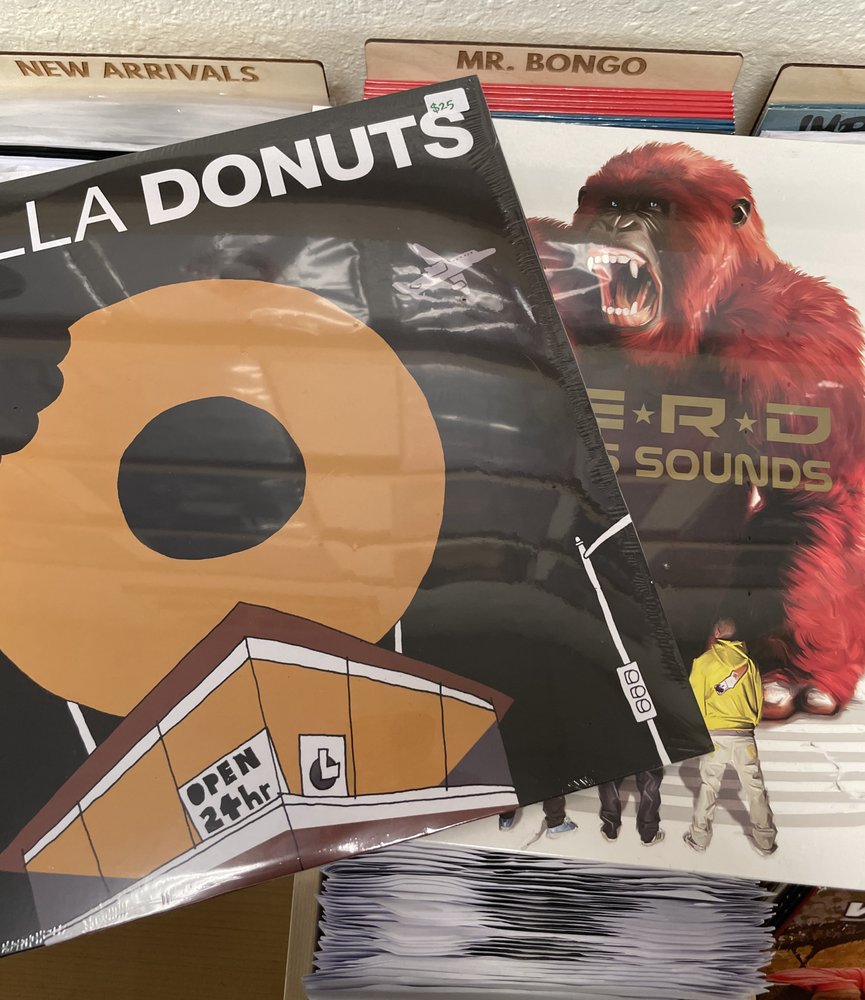 NEW ARRIVALS
MR. BONGO
$25
LLA DONUTS
E★R★D
S SOUNDS
OPEN
24hr